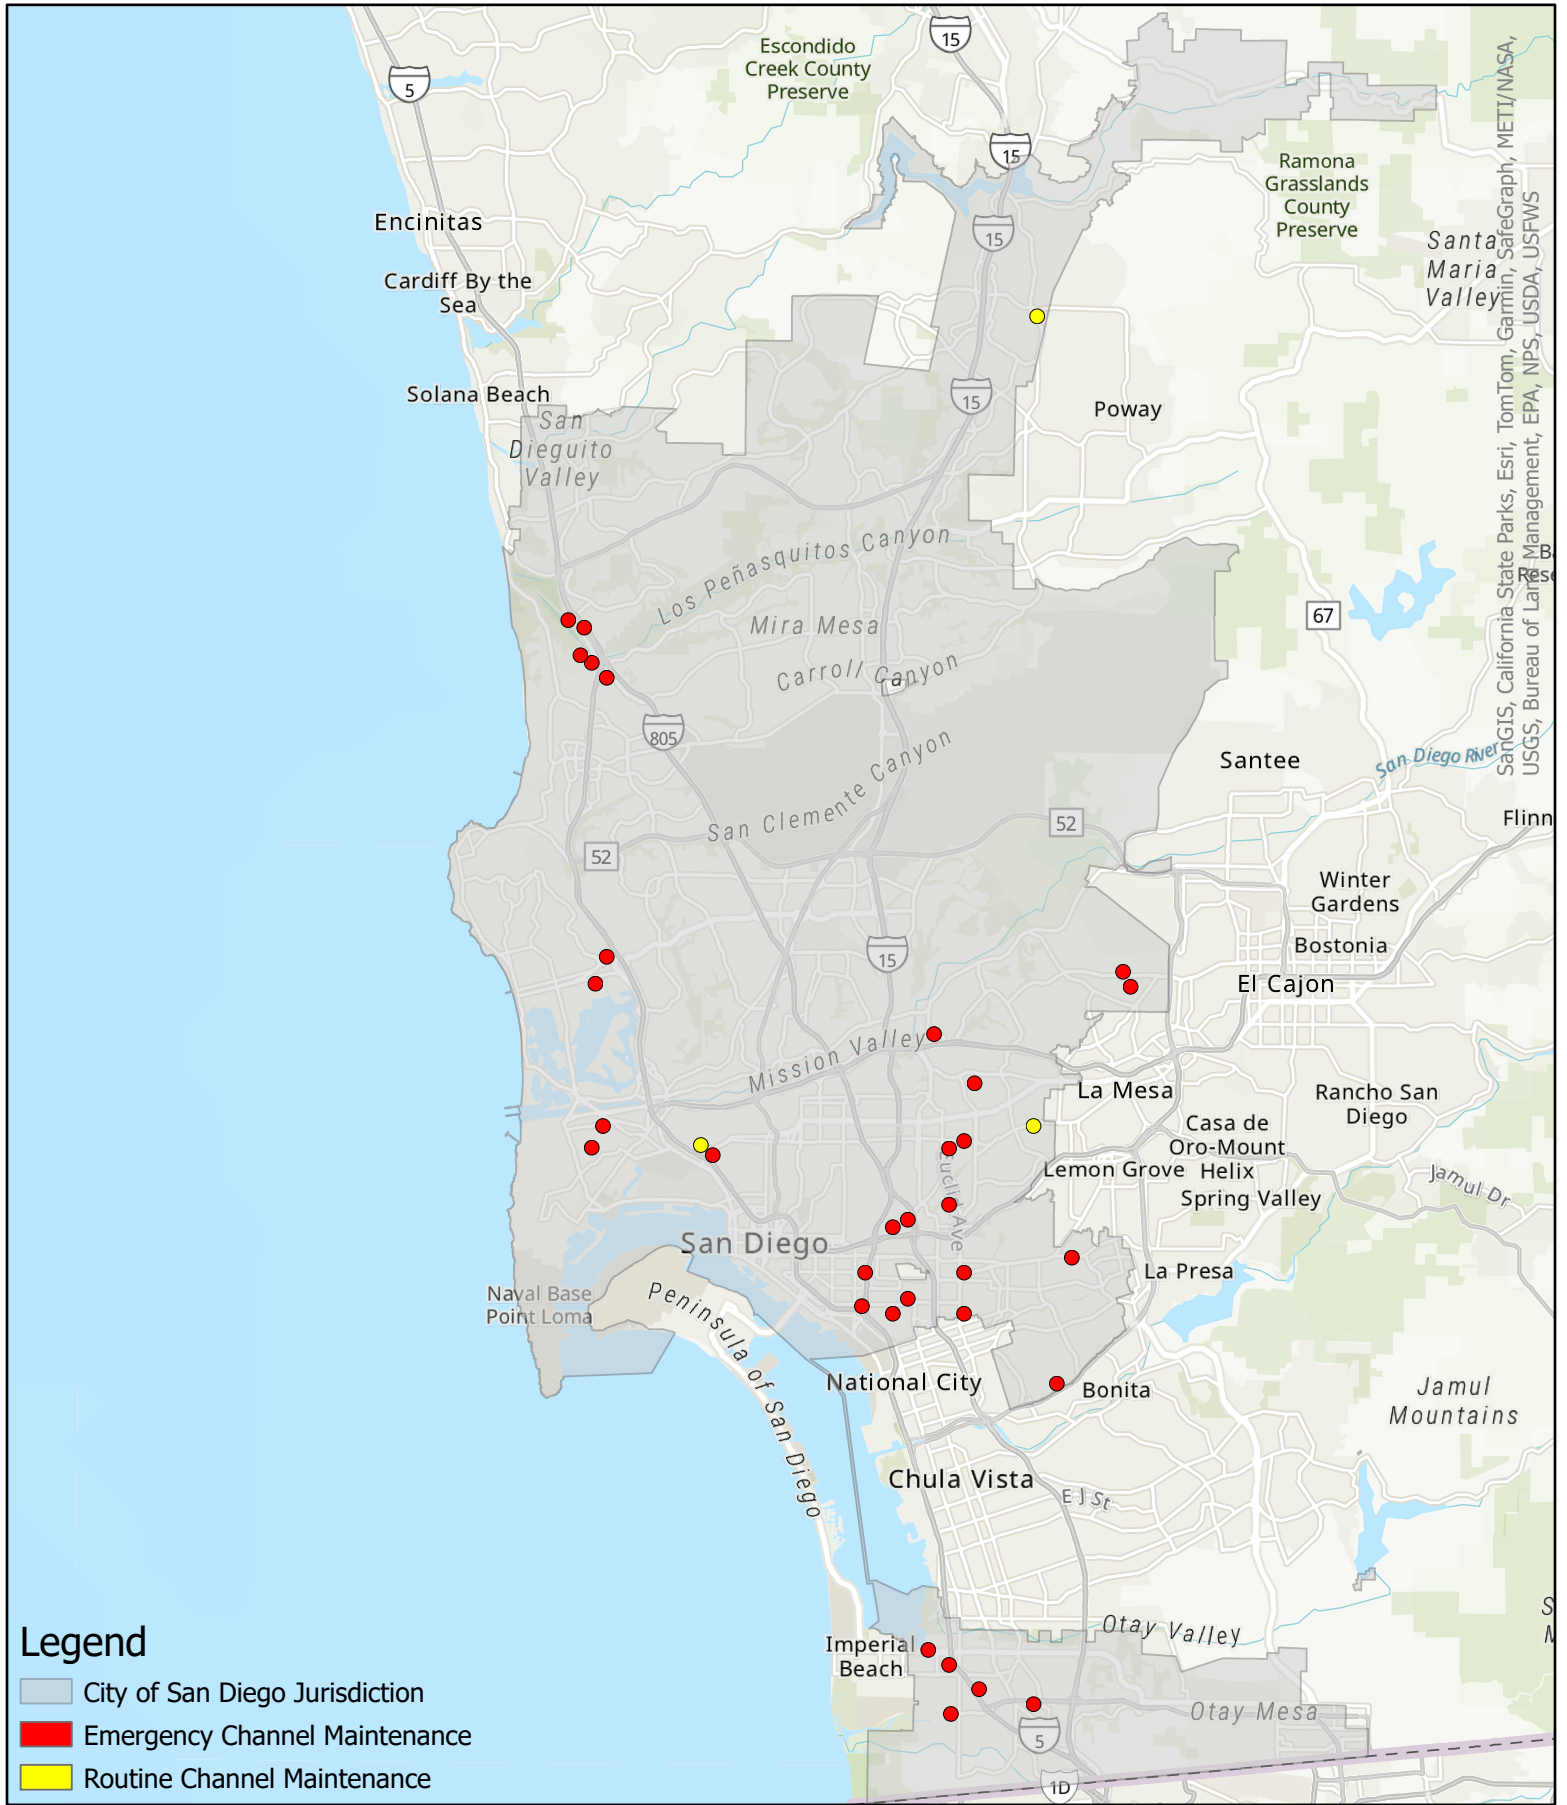 15
Escondido
Creek County
Preserve
5
15
Ramona
Grasslands
County
Preserve
Encinitas
15
Santa
Maria
Valley
Cardiff By the
Sea
Solana Beach
15
Poway
San
Dieguito
Valley
Los Peñasquitos Canyon
Mira Mesa
67
Carroll Canyon
805
San Clemente Canyon
Santee
San Diego River
52
52
Flinn
Winter
Gardens
Bostonia
15
El Cajon
Mission Valley
La Mesa
Rancho San
Diego
Casa de
Oro-Mount
Helix
Lemon Grove
Spring Valley
Jamul Dr
Euclid Ave
San Diego
La Presa
Naval Base
Point Loma
Peninsula of San Diego
National City
Bonita
Jamul
Mountains
Chula Vista
E J St
Otay Valley
Imperial
Beach
Otay Mesa
5
1D
SanGIS, California State Parks, Esri, TomTom, Garmin, SafeGraph, METI/NASA,
USGS, Bureau of Land Management, EPA, NPS, USDA, USFWS
Legend
City of San Diego Jurisdiction
Emergency Channel Maintenance
Routine Channel Maintenance